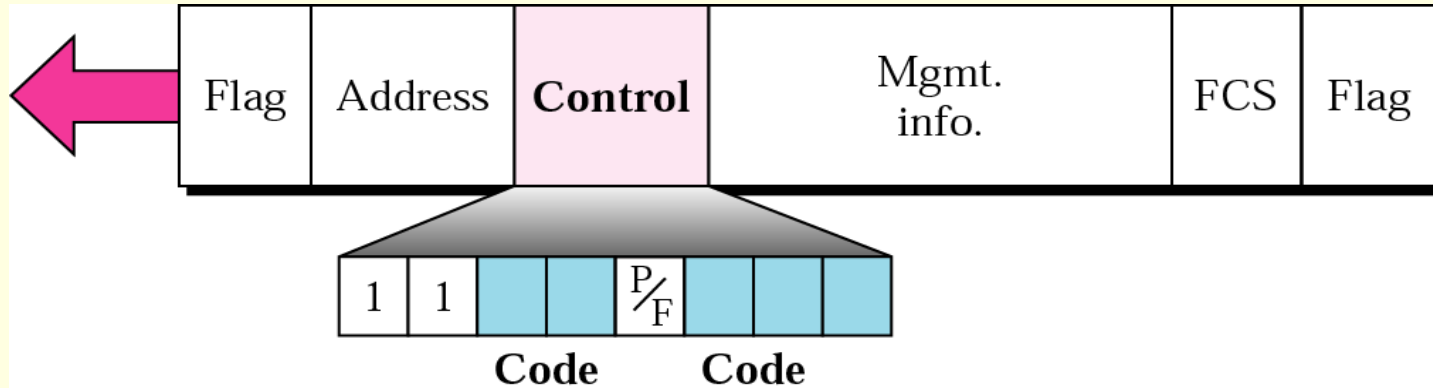 Flag Address Control Mgmt. info. FCS Flag
1 1 P/F
Code Code